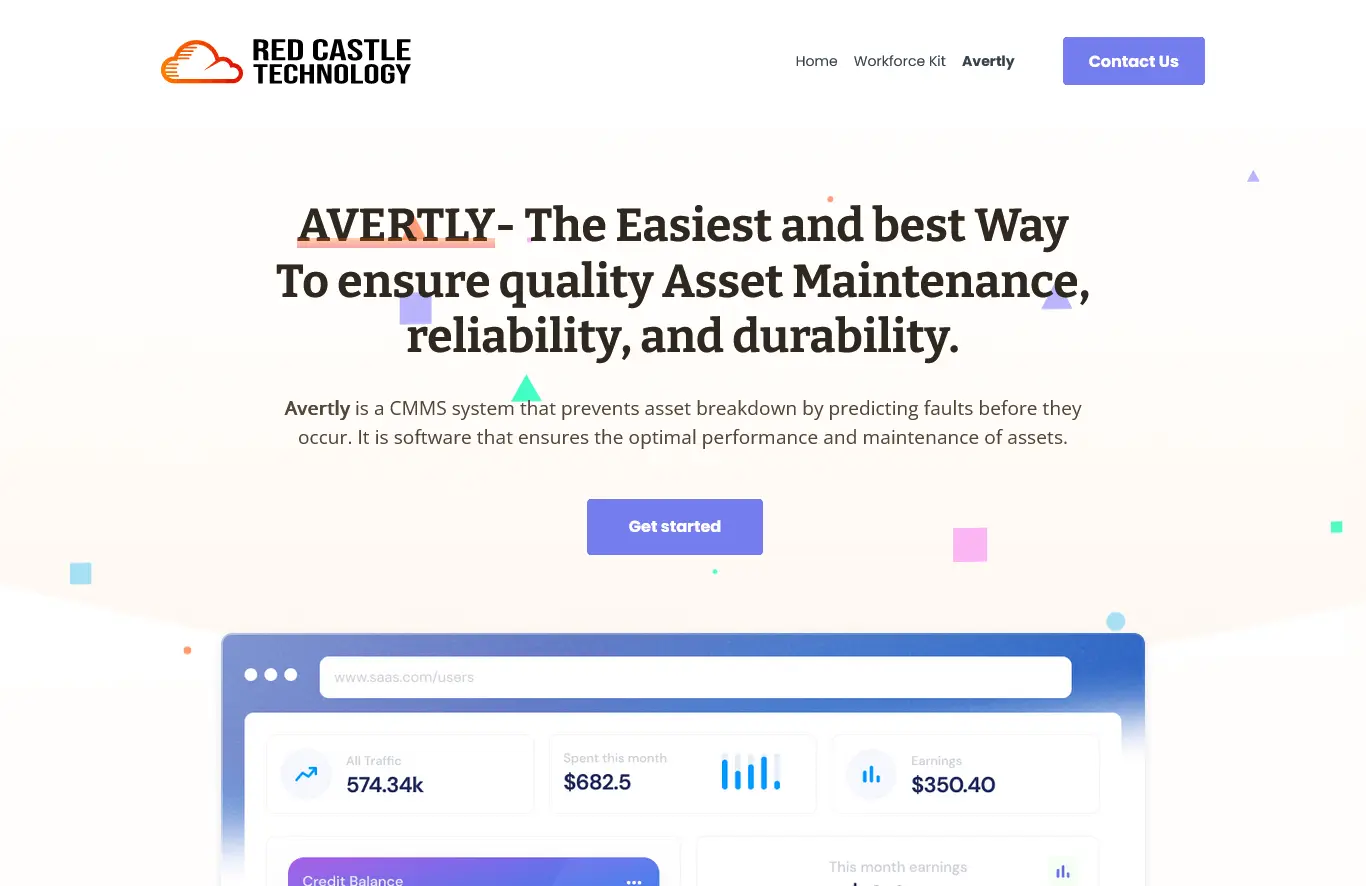 RED CASTLE
TECHNOLOGY
Home
Workforce Kit
Avertly
Contact Us
AVERTLY- The Easiest and best Way
To ensure quality Asset Maintenance,
reliability, and durability.
Avertly is a CMMS system that prevents asset breakdown by predicting faults before they
occur. It is software that ensures the optimal performance and maintenance of assets.
Get started
www.saas.com/users
All Traffic
574.34k
Spent this month
$682.5
Earnings
$350.40
Credit Balance
This month earnings